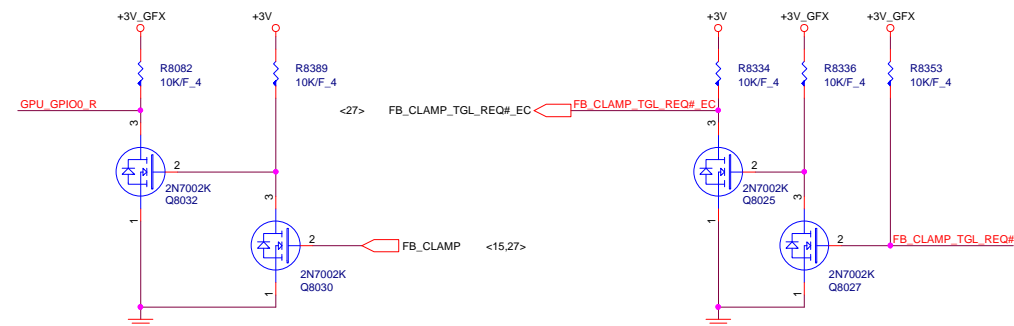 +3V_GFX
+3V
+3V
+3V_GFX
+3V_GFX
R8082
10K/F_4
R8389
10K/F_4
R8334
10K/F_4
R8336
10K/F_4
R8353
10K/F_4
GPU_GPIO0_R
<27>
FB_CLAMP_TGL_REQ#_EC
FB_CLAMP_TGL_REQ#_EC
3
2
1
2N7002K
Q8032
3
2
1
2N7002K
Q8030
FB_CLAMP
<15,27>
3
2
1
2N7002K
Q8025
3
2
1
2N7002K
Q8027
FB_CLAMP_TGL_REQ#